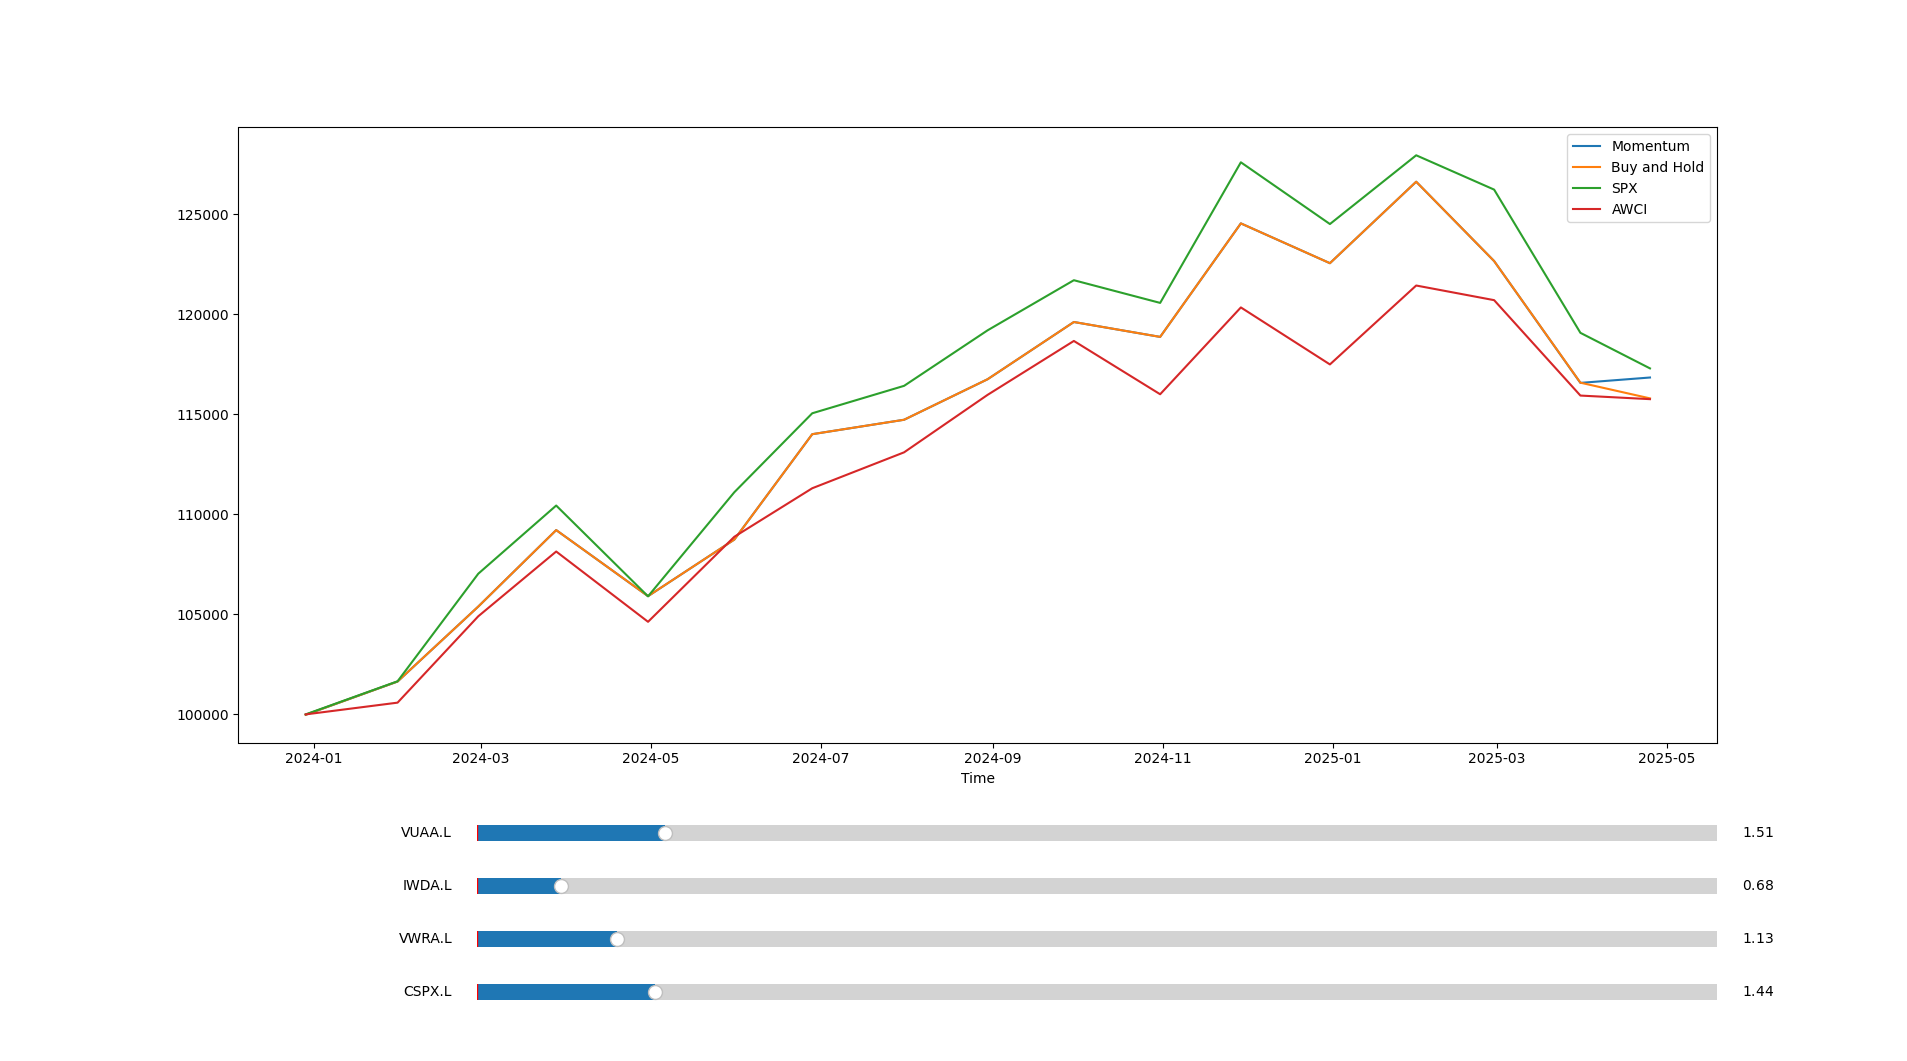 Momentum
Buy and Hold
SPX
AWCI
125000
120000
115000
110000
105000
100000
2024-01 2024-03 2024-05 2024-07 2024-09 2024-11 2025-01 2025-03 2025-05
Time
VUAA.L 1.51
IWDA.L 0.68
VWRA.L 1.13
CSPX.L 1.44